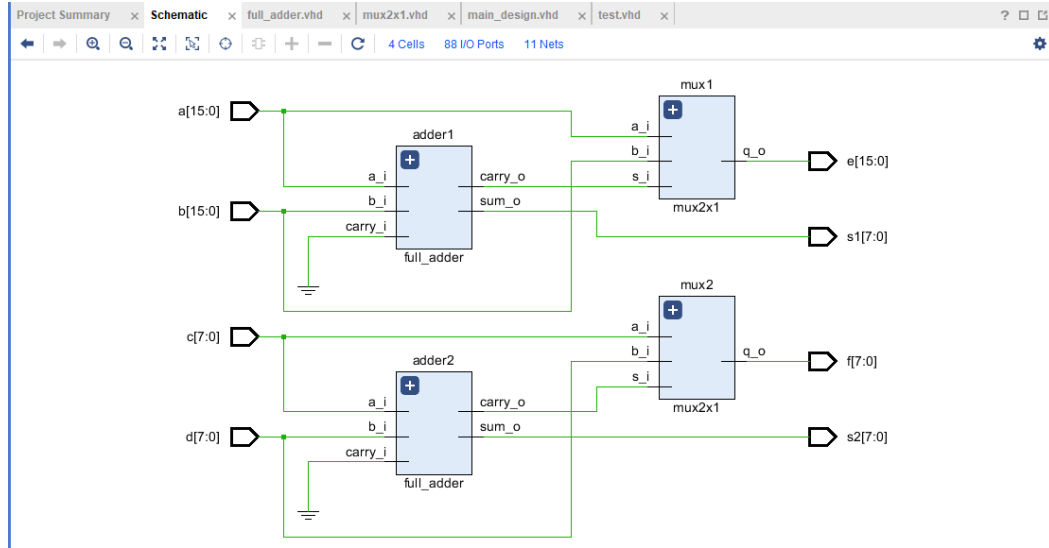 Project Summary × Schematic × full_adder.vhd × mux2x1.vhd × main_design.vhd × test.vhd × ?
4 Cells 88 I/O Ports 11 Nets
mux1
a[15:0]
adder1
a_i
b_i
s_i
q_o
e[15:0]
mux2x1
a_i
b_i
carry_i
carry_o
sum_o
b[15:0]
full_adder
s1[7:0]
mux2
c[7:0]
adder2
a_i
b_i
s_i
q_o
f[7:0]
mux2x1
a_i
b_i
carry_i
carry_o
sum_o
d[7:0]
s2[7:0]
full_adder